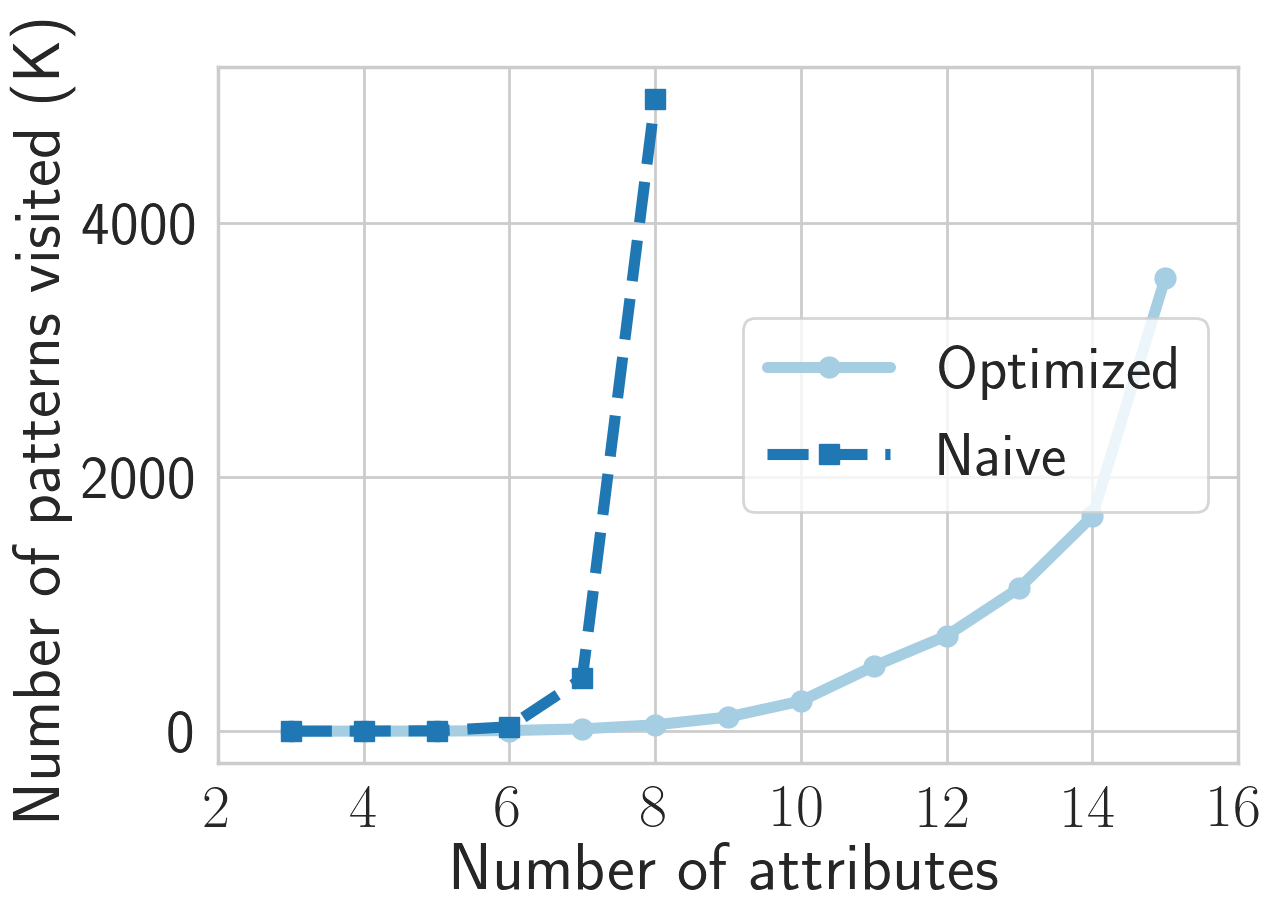 Number of patterns visited (K)
4000
2000
0
Optimized
Naive
2 4 6 8 10 12 14 16
Number of attributes